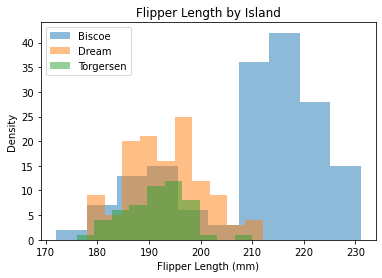 Flipper Length by Island
Biscoe
Dream
Torgersen
Density
40
35
30
25
20
15
10
5
0
170 180 190 200 210 220 230
Flipper Length (mm)